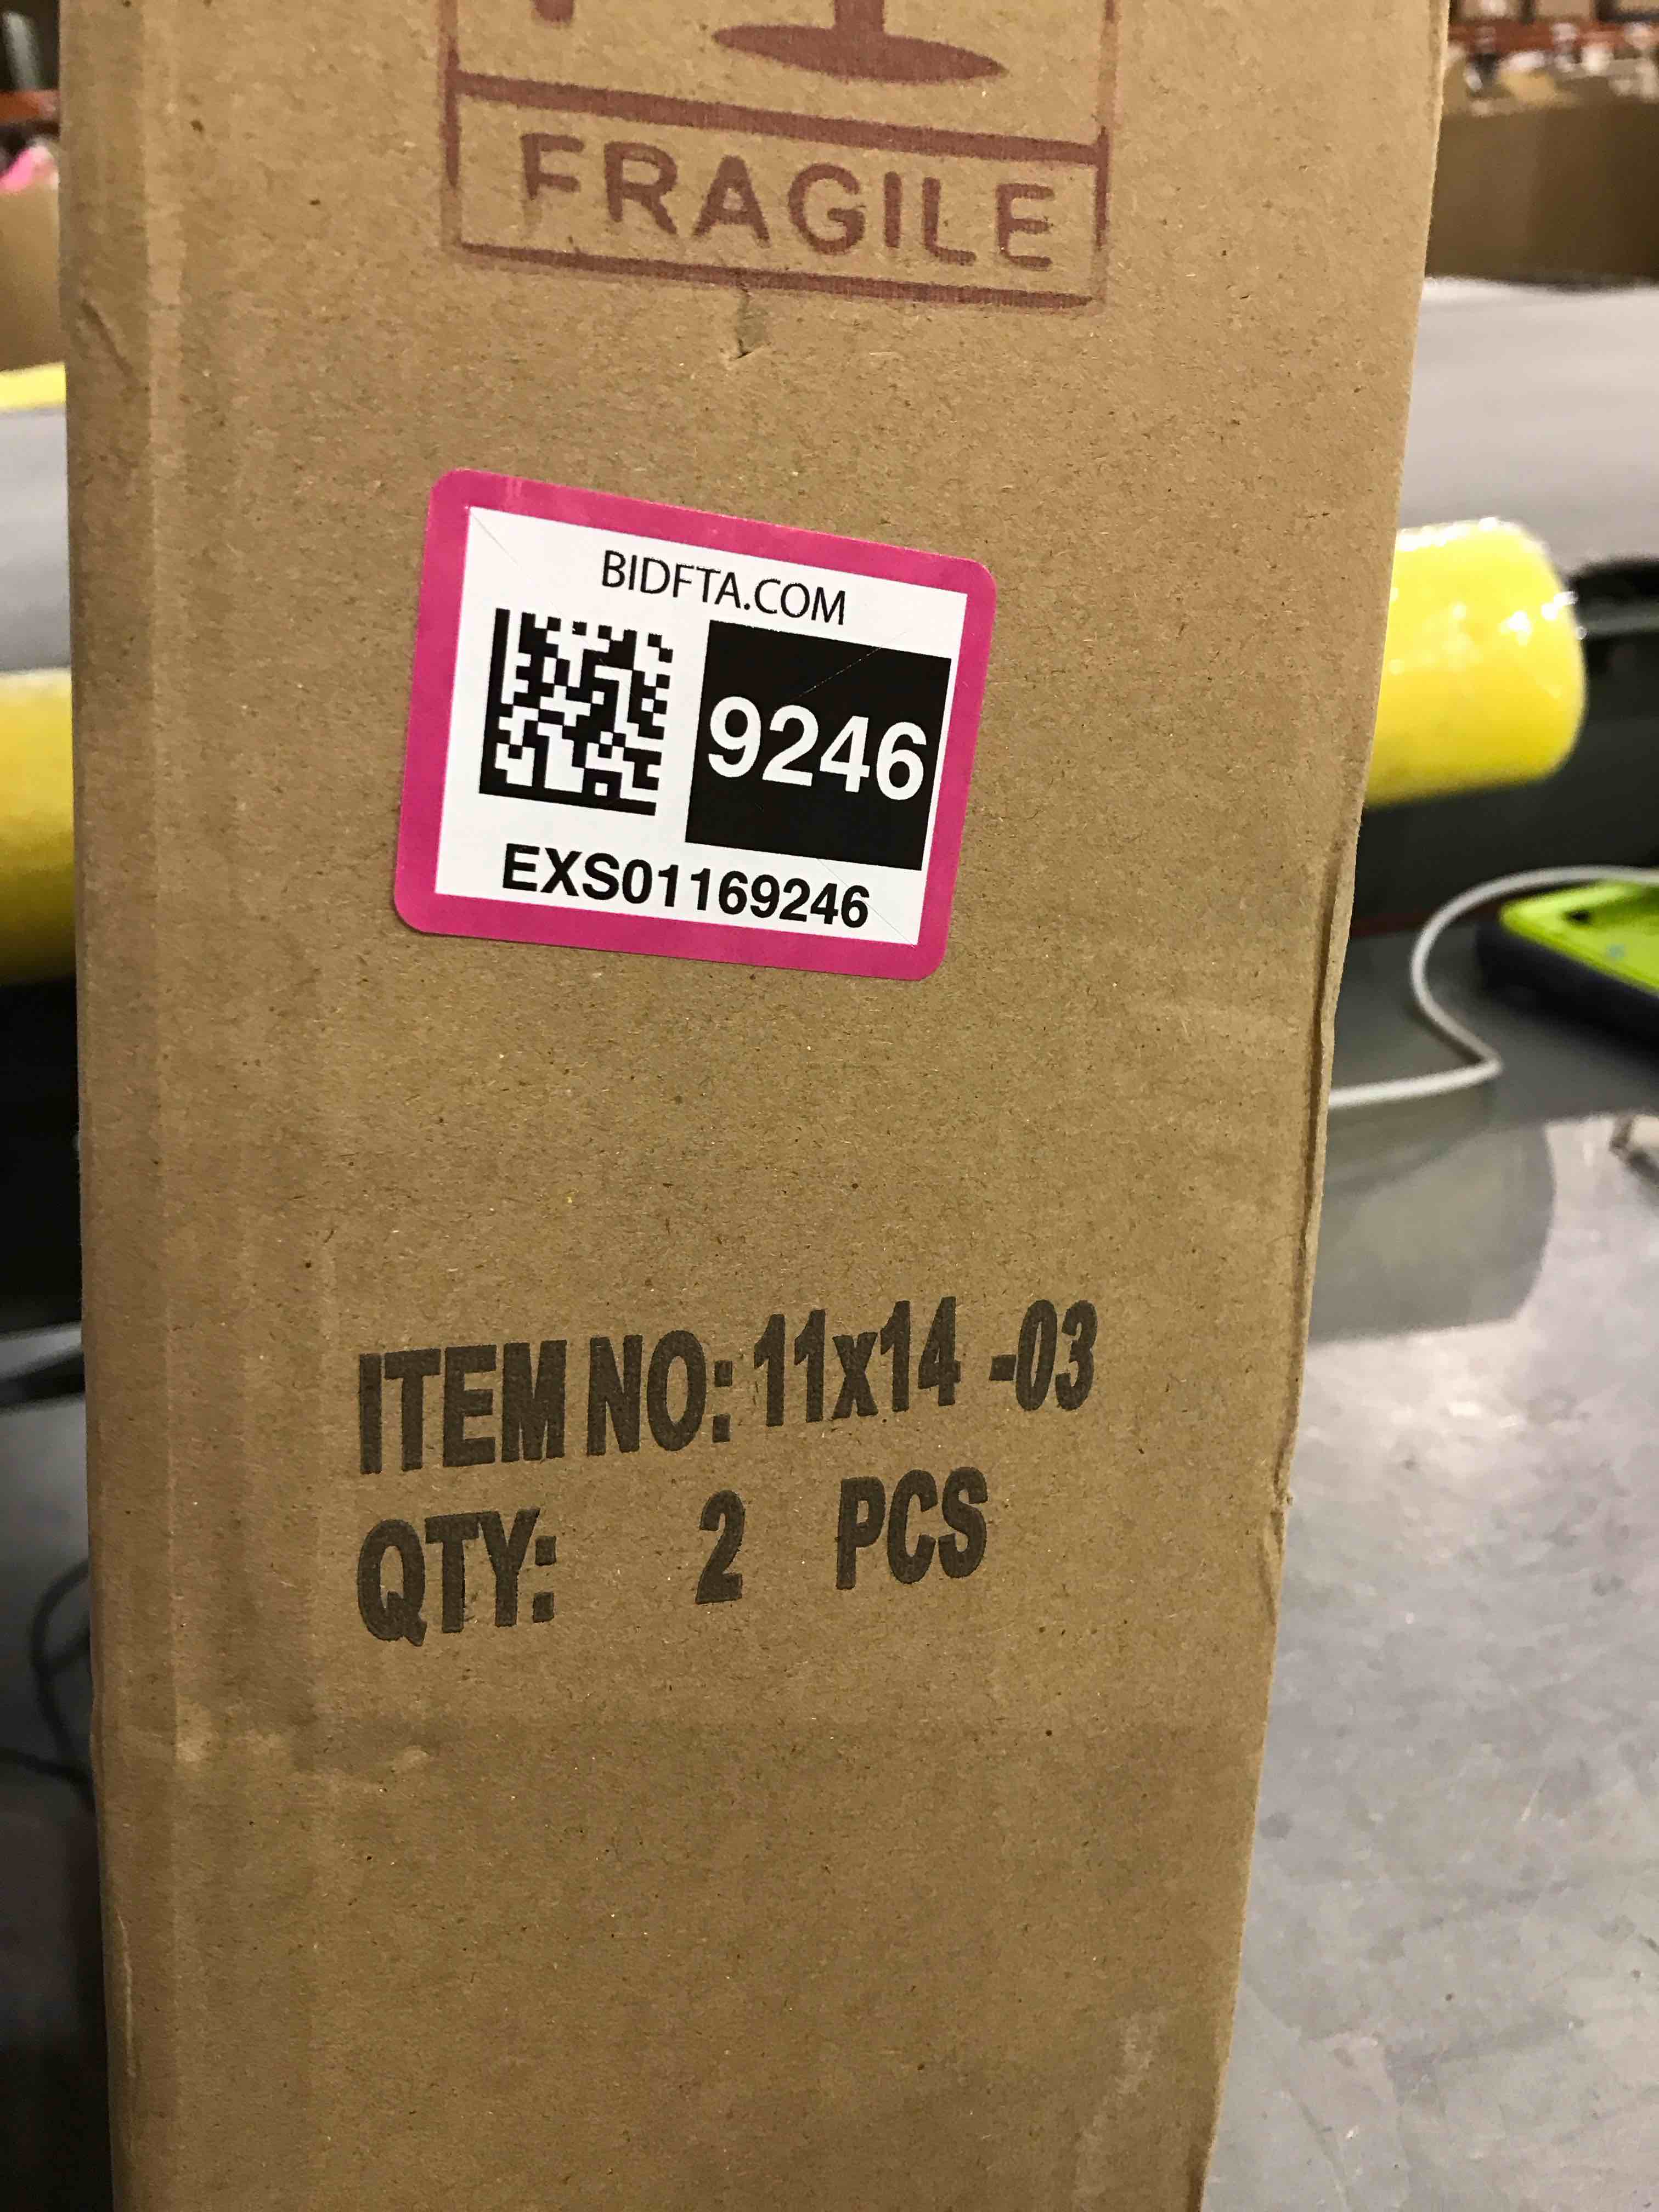 FRAGILE
BIDFTA.COM
9246
EXS01169246
ITEM NO: 11x14 -03
QTY: 2 PCS